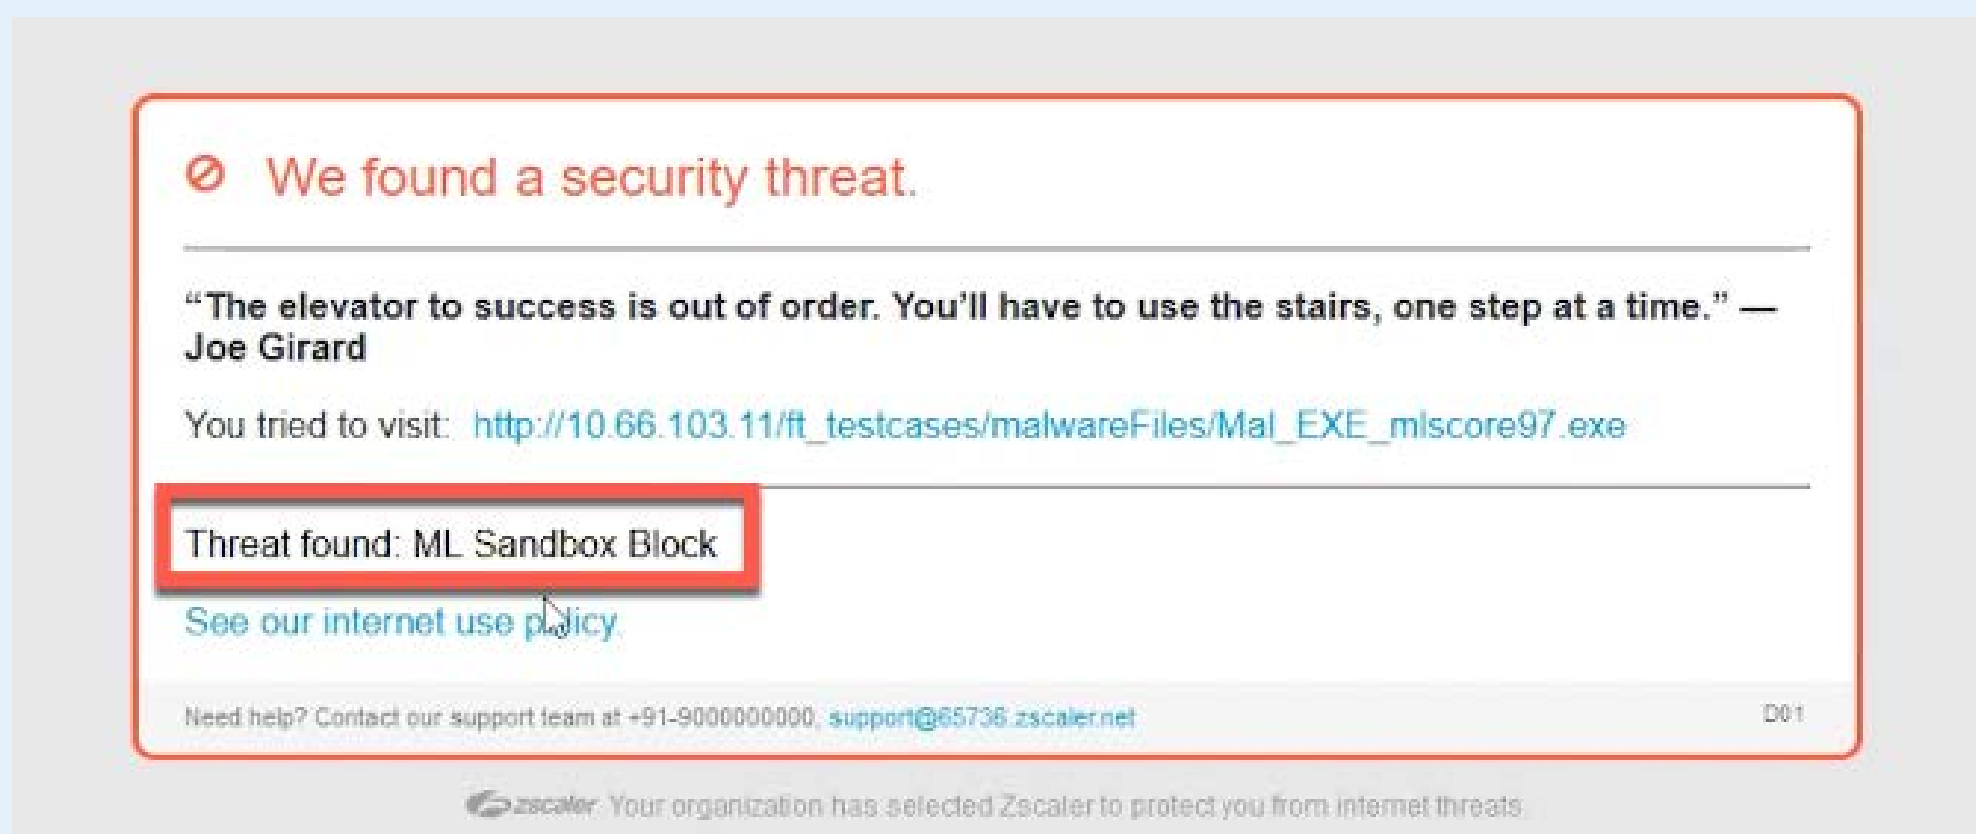 We found a security threat.
“The elevator to success is out of order. You’ll have to use the stairs, one step at a time.” —
Joe Girard
You tried to visit: http://10.66.103.11/ft_testcases/malwareFiles/Mal_EXE_mlscore97.exe
Threat found: ML Sandbox Block
See our internet use policy.
Need help? Contact our support team at +91-9000000000, support@65736.zscaler.net
D01
zscaler Your organization has selected Zscaler to protect you from internet threats.